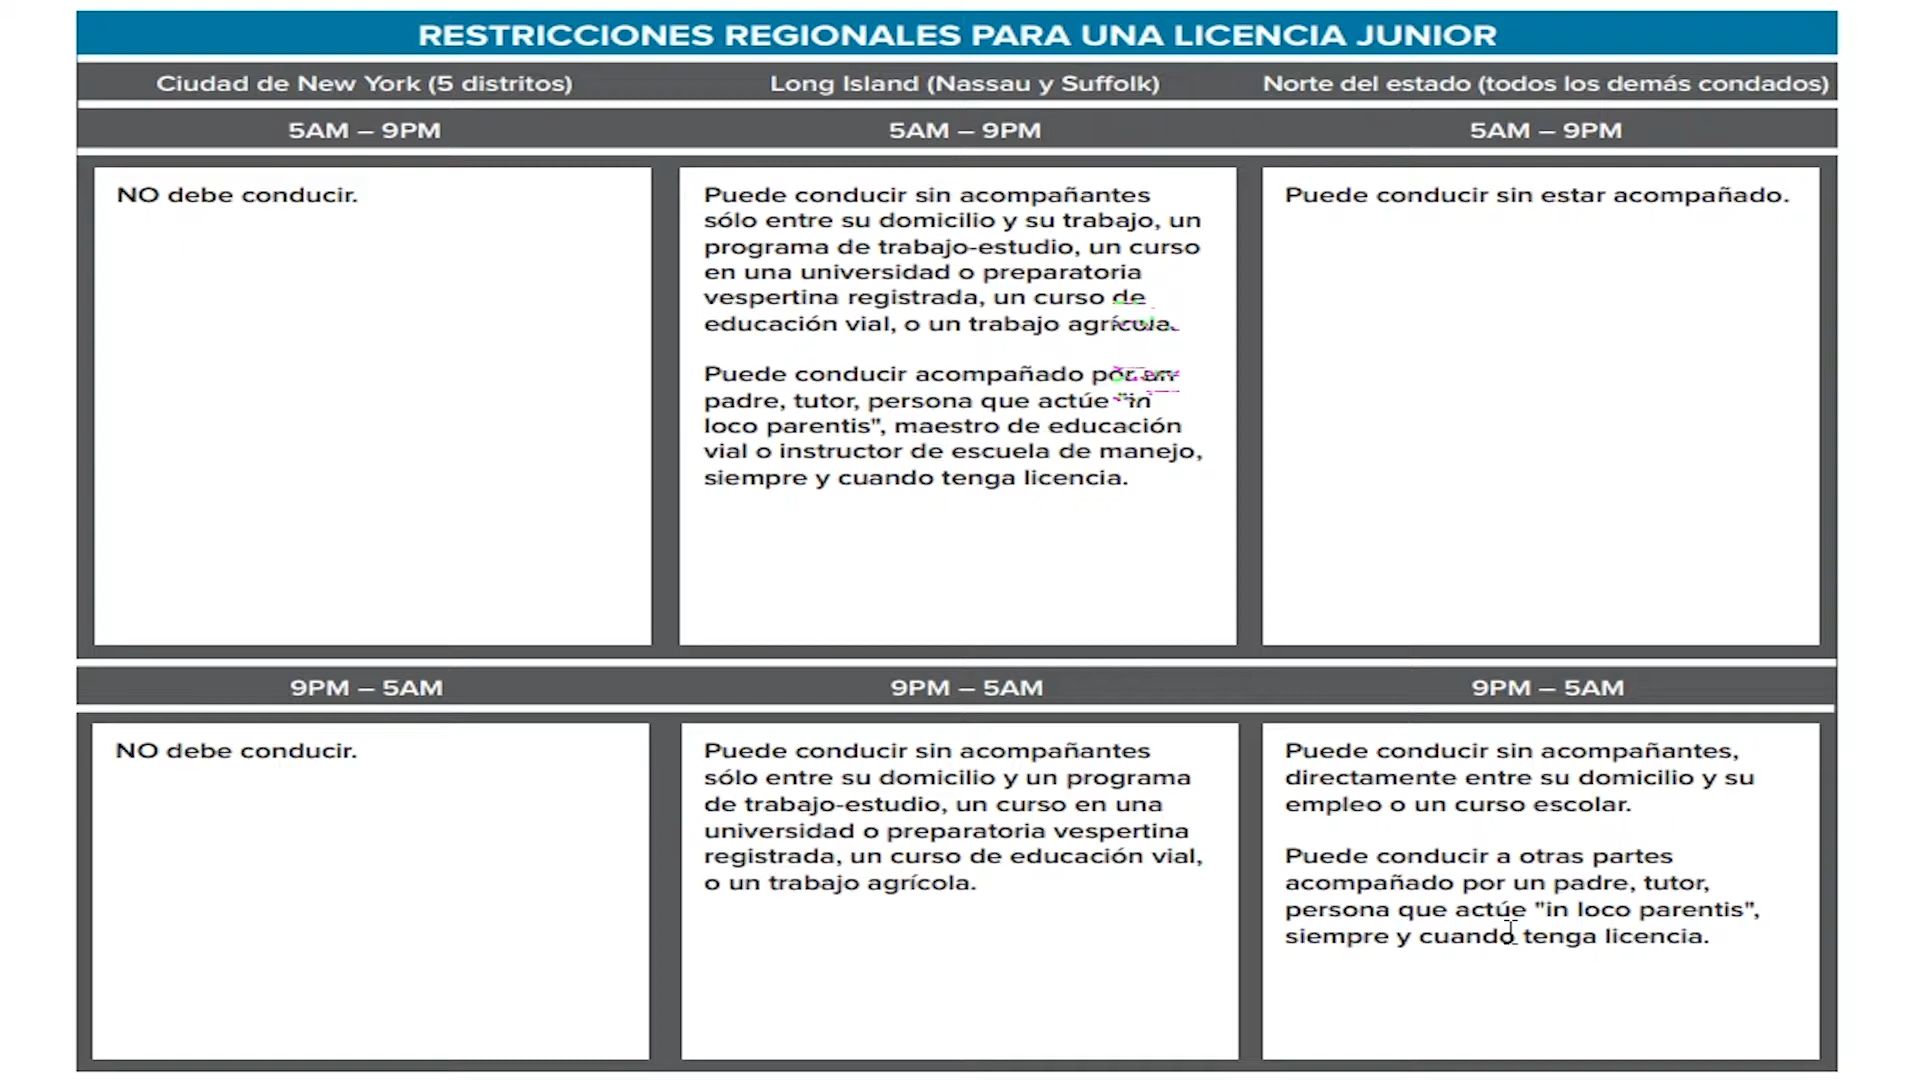 RESTRICCIONES REGIONALES PARA UNA LICENCIA JUNIOR
Ciudad de New York (5 distritos)
Long Island (Nassau y Suffolk)
Norte del estado (todos los demás condados)
5AM – 9PM
5AM – 9PM
5AM – 9PM
NO debe conducir.
Puede conducir sin acompañantes
sólo entre su domicilio y su trabajo, un
programa de trabajo-estudio, un curso
en una universidad o preparatoria
vespertina registrada, un curso de
educación vial, o un trabajo agrícola.
Puede conducir acompañado por un
padre, tutor, persona que actúe "in
loco parentis", maestro de educación
vial o instructor de escuela de manejo,
siempre y cuando tenga licencia.
Puede conducir sin estar acompañado.
9PM – 5AM
9PM – 5AM
9PM – 5AM
NO debe conducir.
Puede conducir sin acompañantes
sólo entre su domicilio y un programa
de trabajo-estudio, un curso en una
universidad o preparatoria vespertina
registrada, un curso de educación vial,
o un trabajo agrícola.
Puede conducir sin acompañantes,
directamente entre su domicilio y su
empleo o un curso escolar.
Puede conducir a otras partes
acompañado por un padre, tutor,
persona que actúe "in loco parentis",
siempre y cuando tenga licencia.